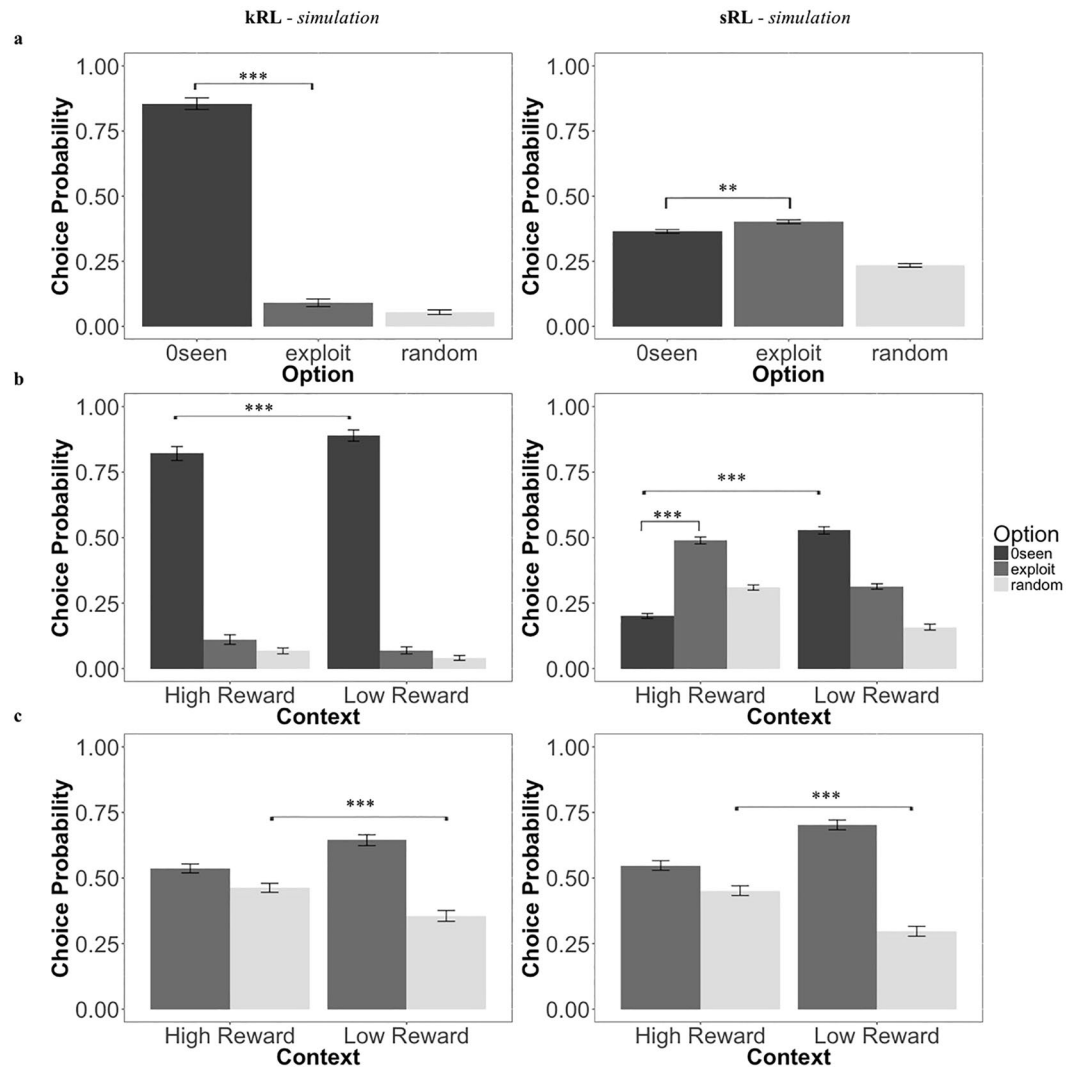 kRL - simulation
sRL - simulation
a
Choice Probability
1.00
0.75
0.50
0.25
0.00
***
0seen exploit random
Option
Choice Probability
1.00
0.75
0.50
0.25
0.00
**
0seen exploit random
Option
b
Choice Probability
1.00
0.75
0.50
0.25
0.00
***
High Reward Low Reward
Context
Choice Probability
1.00
0.75
0.50
0.25
0.00
***
***
High Reward Low Reward
Context
Option
0seen
exploit
random
c
Choice Probability
1.00
0.75
0.50
0.25
0.00
***
High Reward Low Reward
Context
Choice Probability
1.00
0.75
0.50
0.25
0.00
***
High Reward Low Reward
Context